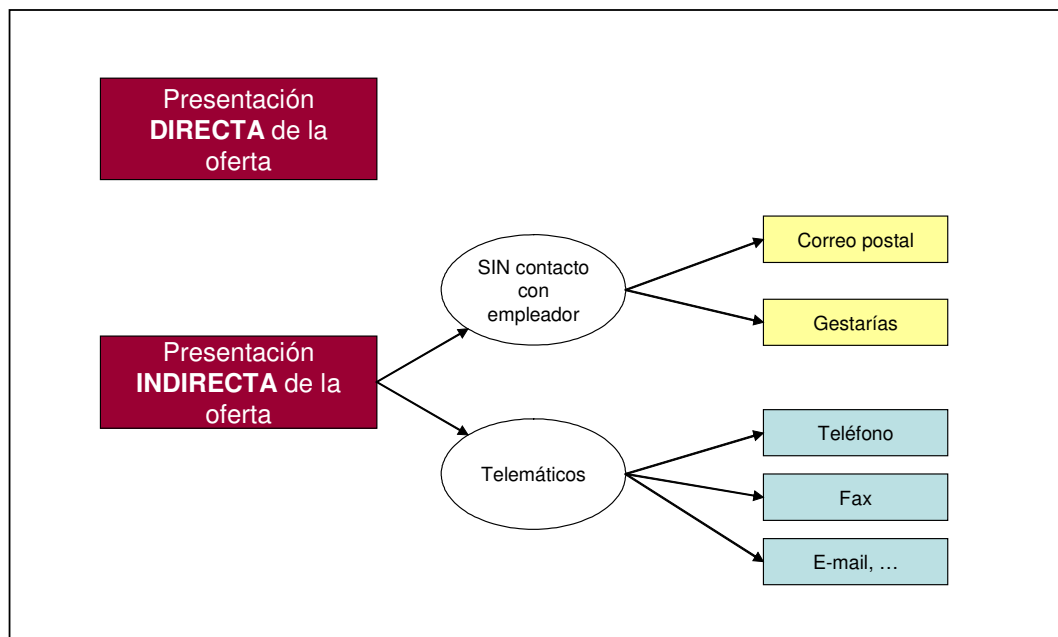 Presentación
DIRECTA de la
oferta
Presentación
INDIRECTA de la
oferta
SIN contacto
con
empleador
Telemáticos
Correo postal
Gestarías
Teléfono
Fax
E-mail, …